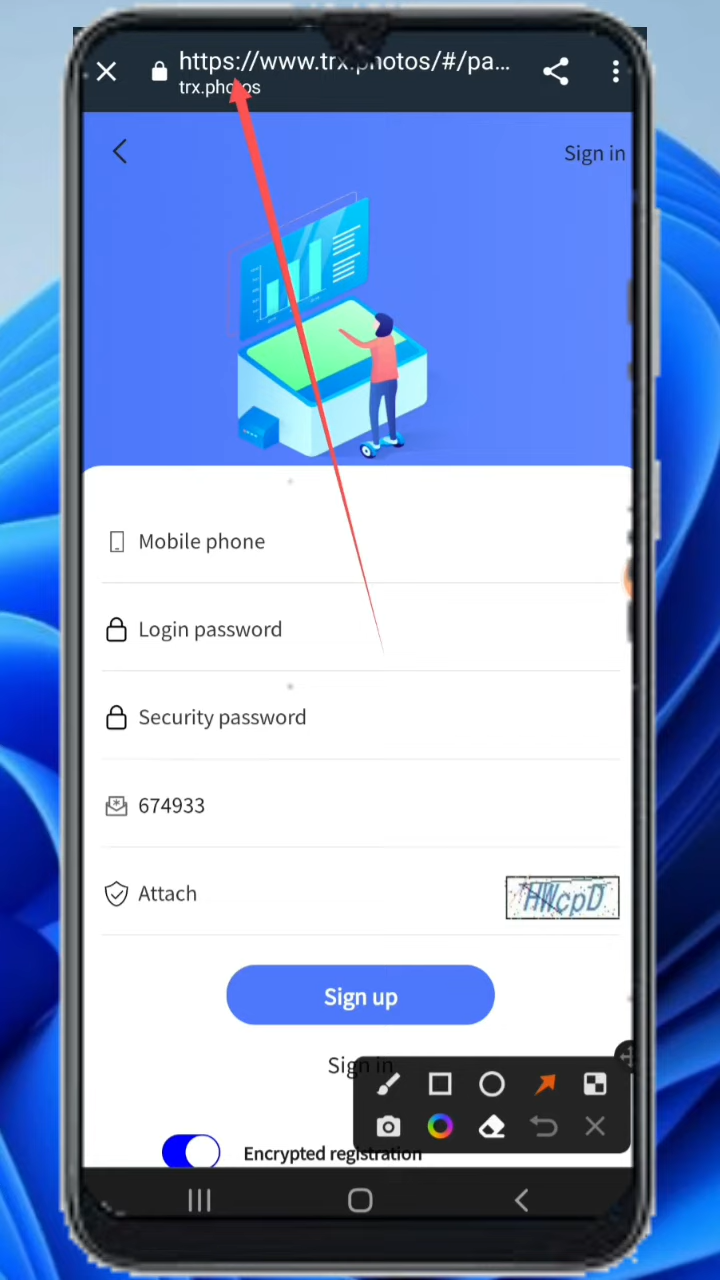 https://www.trx.photos/#/pa...
trx.photos
Sign in
Mobile phone
Login password
Security password
674933
Attach
HWcpD
Sign up
Sign in
Encrypted registration